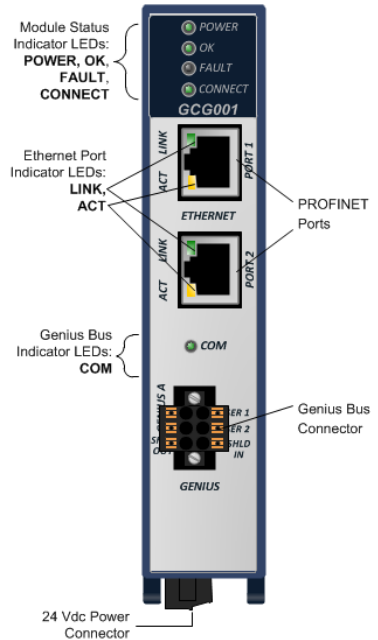 Module Status
Indicator LEDs:
POWER, OK,
FAULT,
CONNECT
POWER
OK
FAULT
CONNECT
GCG001
Ethernet Port
Indicator LEDs:
LINK,
ACT
LINK
ACT
PORT 1
ETHERNET
PROFINET
Ports
LINK
ACT
PORT 2
Genius Bus
Indicator LEDs:
COM
COM
GENIUS A
SER 1
SER 2
OUT
SHLD
IN
GENIUS
Genius Bus
Connector
24 Vdc Power
Connector